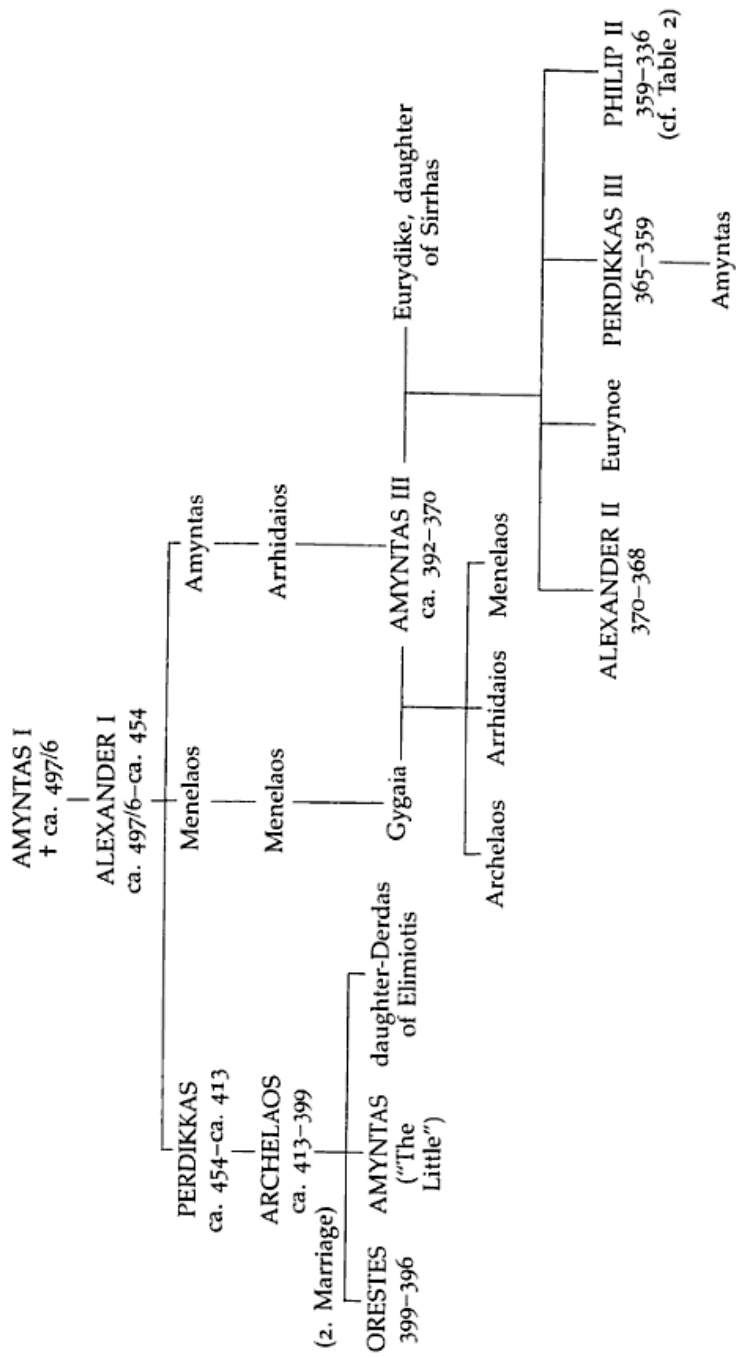 AMYNTAS I
† ca. 497/6
ALEXANDER I
ca. 497/6–ca. 454
PERDIKKAS
ca. 454–ca. 413
Menelaos
Amyntas
ARCHELAOS
ca. 413–399
Menelaos
Arrhidaios
(2. Marriage)
ORESTES
399–396
AMYNTAS
("The
Little")
daughter-Derdas
of Elimiotis
Gygaia
AMYNTAS III
ca. 392–370
Eurydike, daughter
of Sirrhas
Archelaos
Arrhidaios
Menelaos
ALEXANDER II
370–368
Eurynoe
PERDIKKAS III
365–359
PHILIP II
359–336
(cf. Table 2)
Amyntas